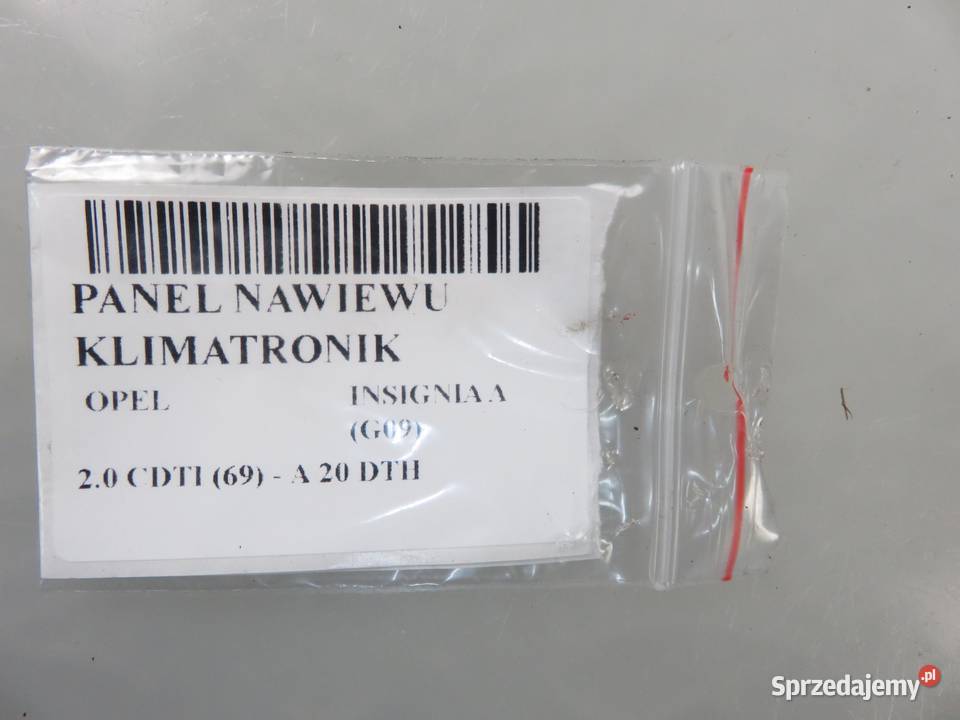 PANEL NAWIEWU
KLIMATRONIK
OPEL INSIGNIA A
(G09)
2.0 CDTI (69) - A 20 DTH
Sprzedajemy.pl